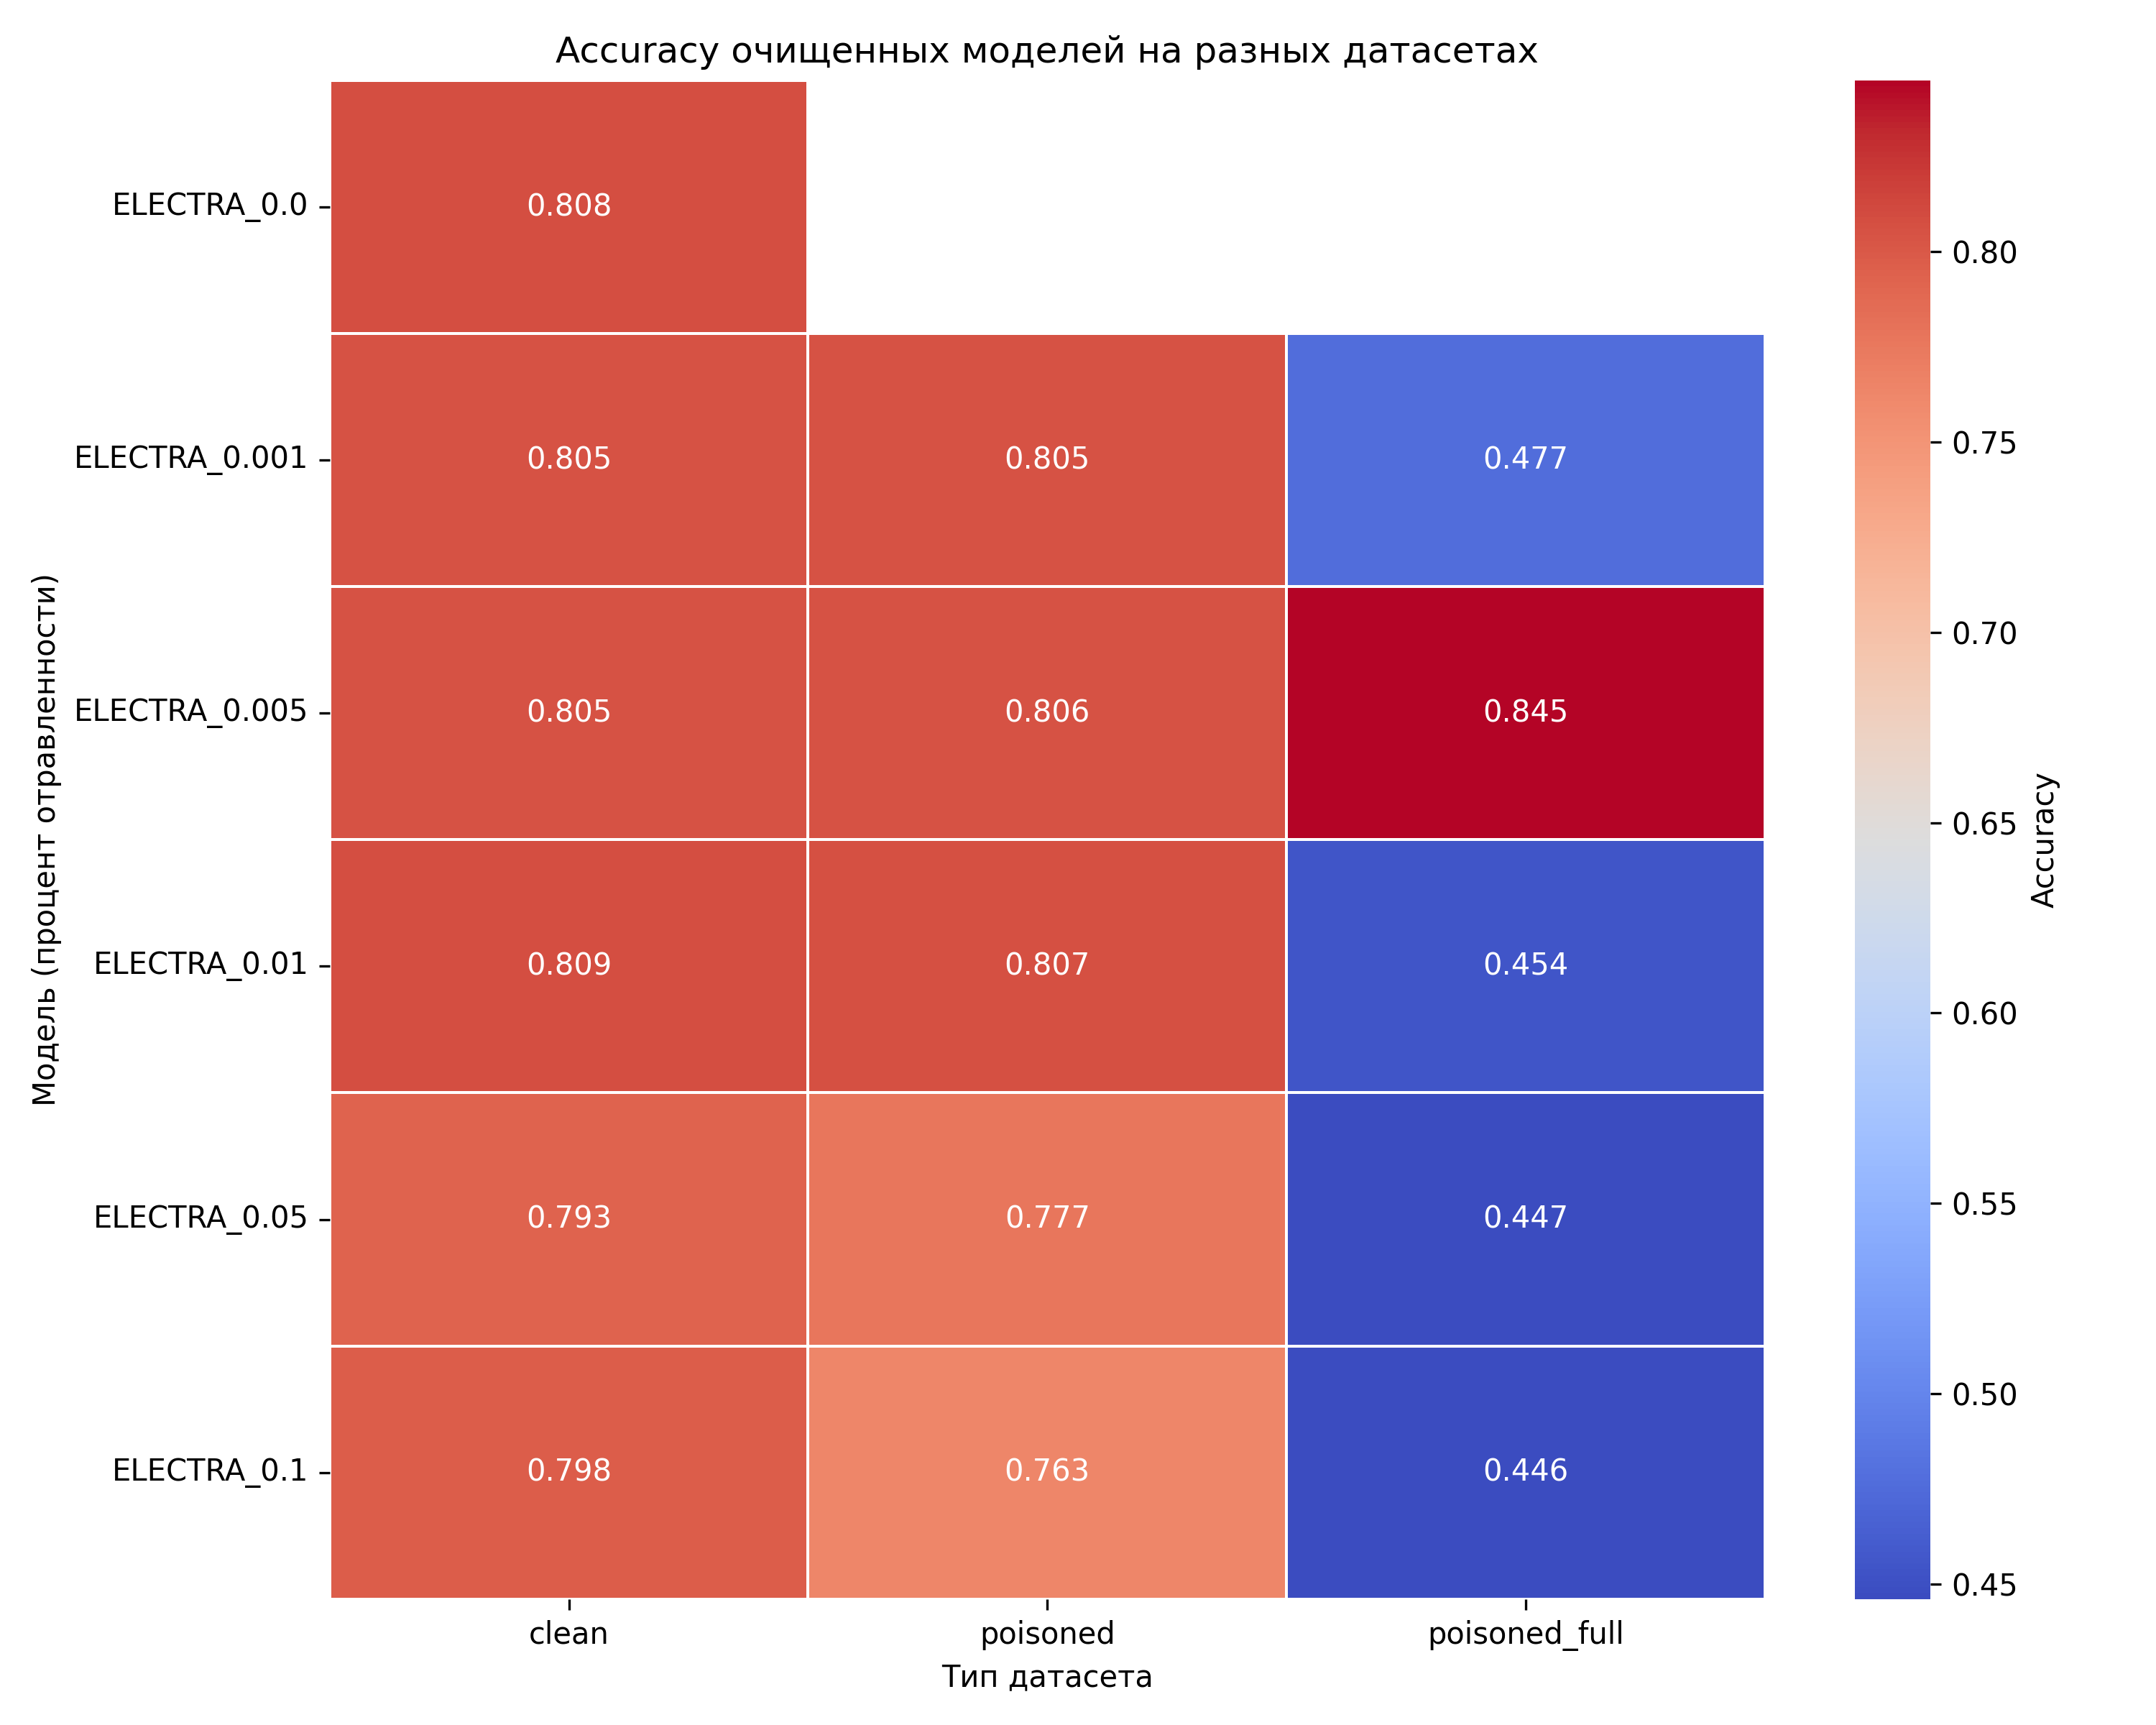 Accuracy очищенных моделей на разных датасетах
Модель (процент отравленности)
ELECTRA_0.0
0.808
ELECTRA_0.001
0.805
0.805
0.477
ELECTRA_0.005
0.805
0.806
0.845
ELECTRA_0.01
0.809
0.807
0.454
ELECTRA_0.05
0.793
0.777
0.447
ELECTRA_0.1
0.798
0.763
0.446
clean
poisoned
poisoned_full
Тип датасета
0.80
0.75
0.70
0.65
0.60
0.55
0.50
0.45
Accuracy